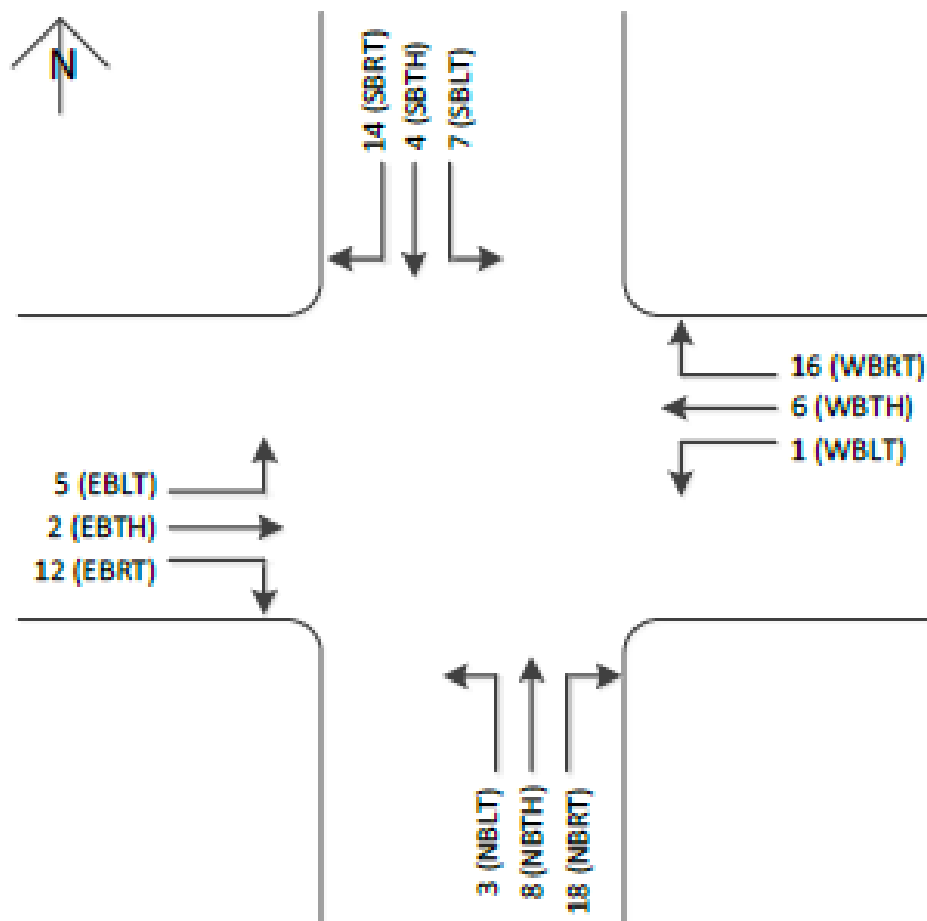 N
14 (SBRT)
4 (SBTH)
7 (SBLT)
16 (WBRT)
6 (WBTH)
1 (WBLT)
5 (EBLT)
2 (EBTH)
12 (EBRT)
3 (NBLT)
8 (NBTH)
18 (NBRT)